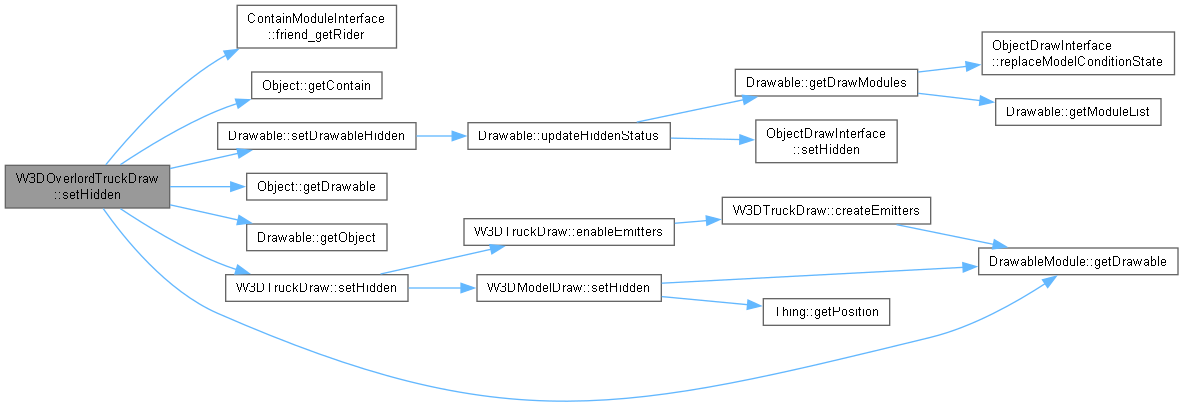 W3DOverlordTruckDraw
::setHidden
ContainModuleInterface
::friend_getRider
Object::getContain
Drawable::setDrawableHidden
Object::getDrawable
Drawable::getObject
W3DTruckDraw::setHidden
Drawable::updateHiddenStatus
W3DTruckDraw::enableEmitters
W3DModelDraw::setHidden
Drawable::getDrawModules
ObjectDrawInterface
::setHidden
W3DTruckDraw::createEmitters
Thing::getPosition
ObjectDrawInterface
::replaceModelConditionState
Drawable::getModuleList
DrawableModule::getDrawable